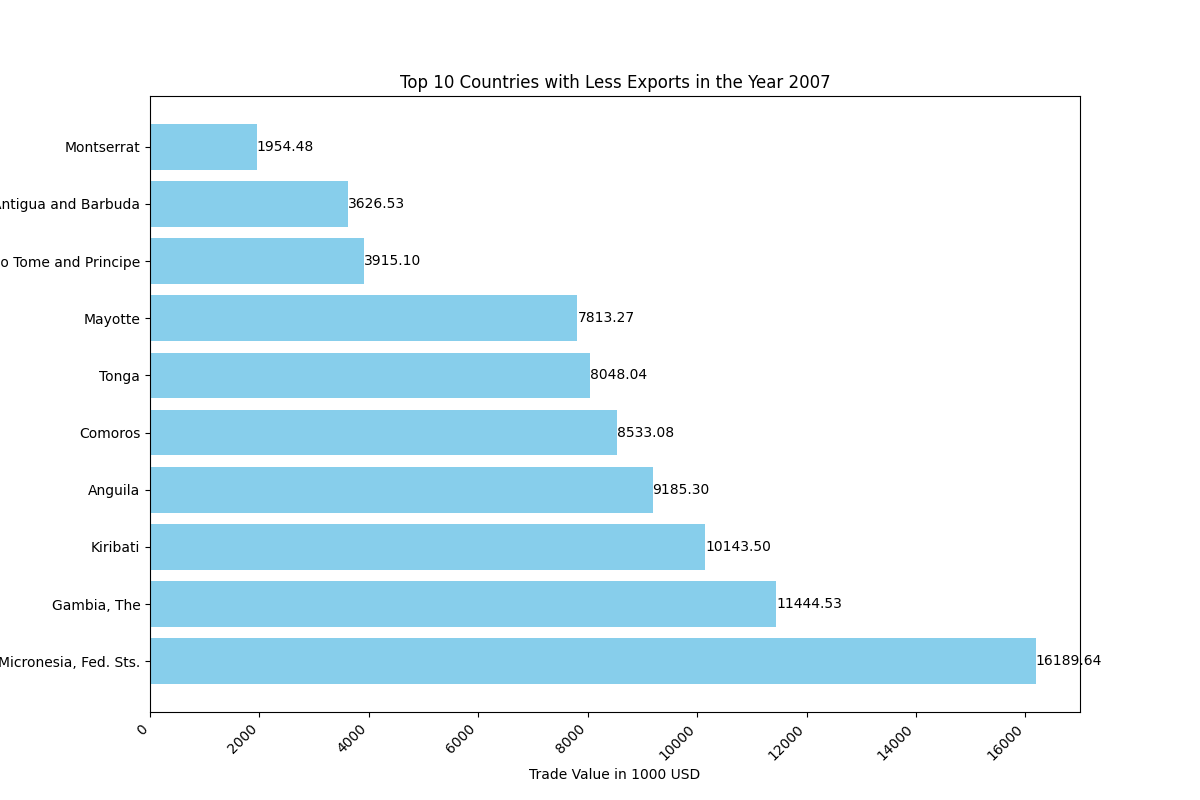 Top 10 Countries with Less Exports in the Year 2007
Montserrat 1954.48
ntigua and Barbuda 3626.53
o Tome and Principe 3915.10
Mayotte 7813.27
Tonga 8048.04
Comoros 8533.08
Anguila 9185.30
Kiribati 10143.50
Gambia, The 11444.53
Micronesia, Fed. Sts. 16189.64
0 2000 4000 6000 8000 10000 12000 14000 16000
Trade Value in 1000 USD